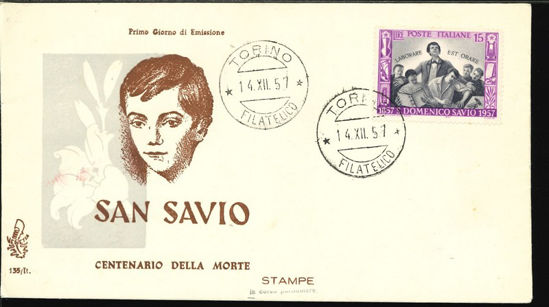 Primo Giorno di Emissione
TORINO
14.XII.57
FILATELICO
POSTE ITALIANE
LIRE 15
LABORARE EST ORARE
1857 S. DOMENICO SAVIO 1957
TORINO
14.XII.57
FILATELICO
SAN SAVIO
CENTENARIO DELLA MORTE
135/It.
STAMPE